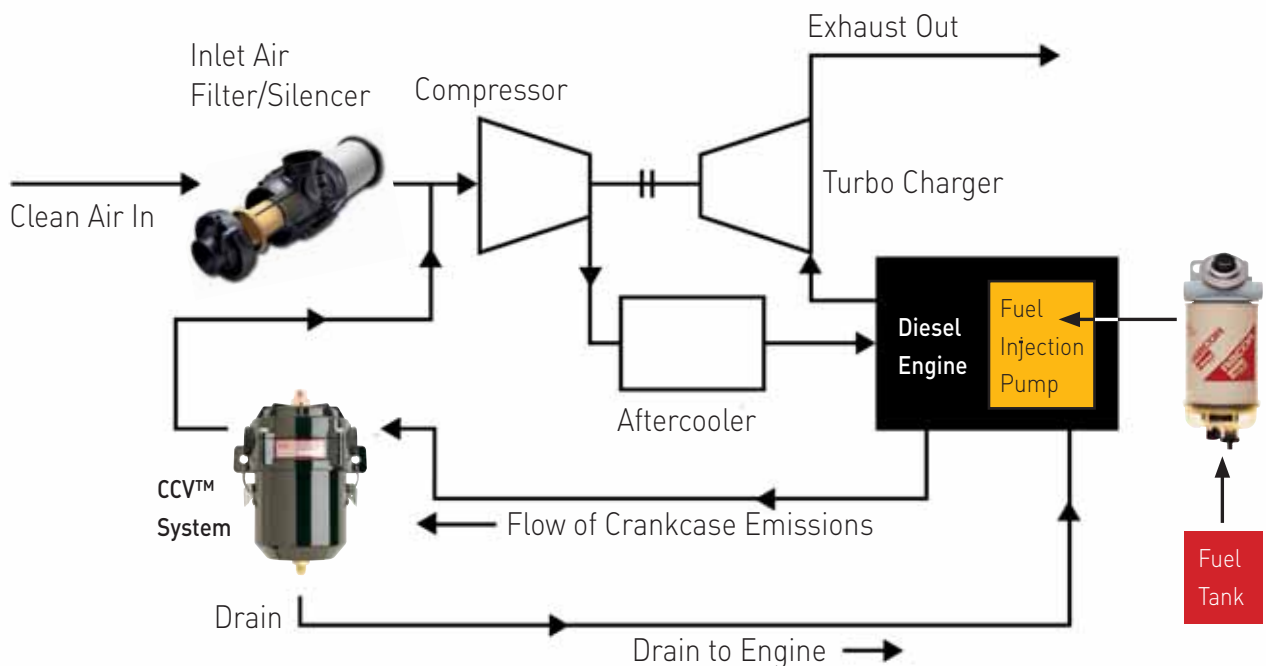 Exhaust Out
Inlet Air
Filter/Silencer
Compressor
Clean Air In
Turbo Charger
Diesel
Engine
Fuel
Injection
Pump
RACOR
Aftercooler
CCV™
System
Flow of Crankcase Emissions
Fuel
Tank
Drain
Drain to Engine